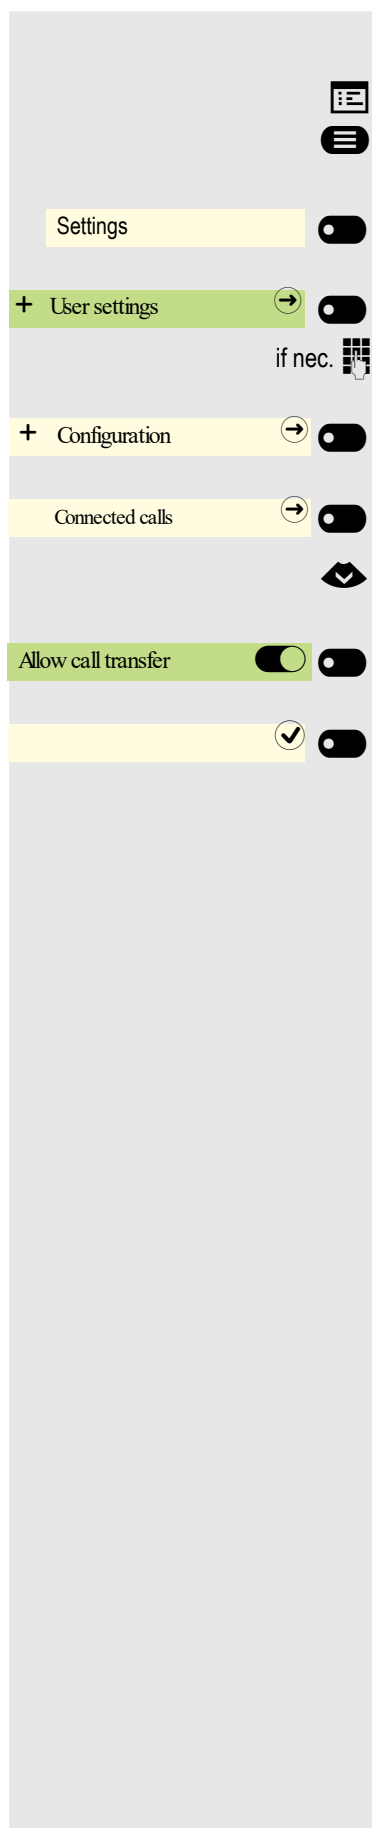 Settings
+ User settings
if nec.
+ Configuration
Connected calls
Allow call transfer